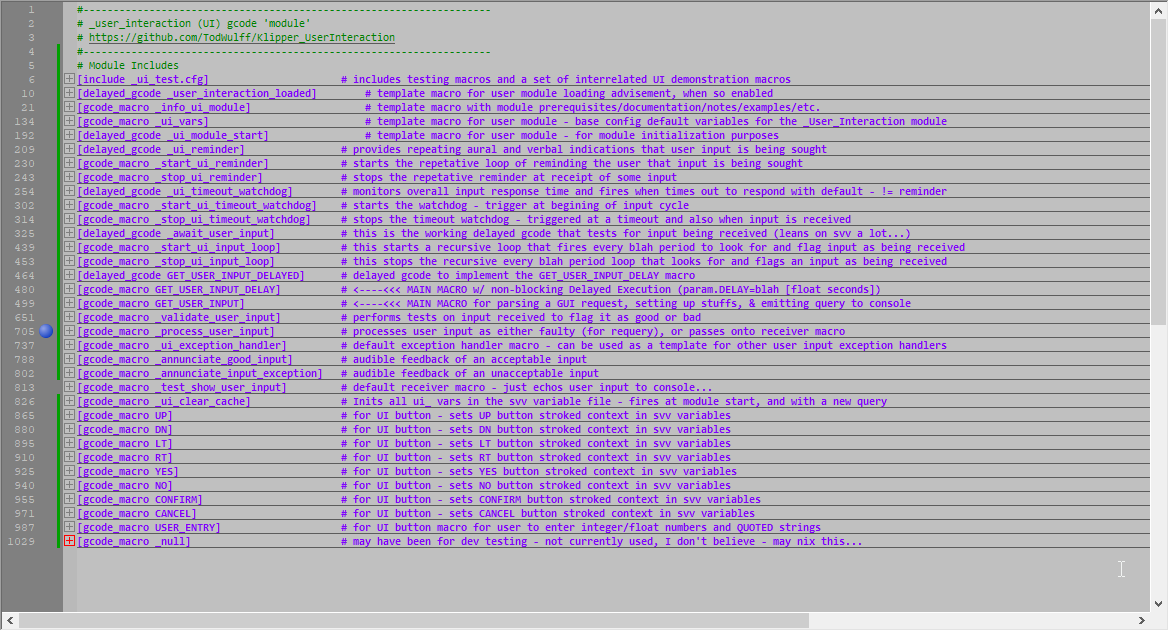 1 #--------------------------------------------------------------------
2 # _user_interaction (UI) gcode 'module'
3 # https://github.com/TodWulff/Klipper_UserInteraction
4 #--------------------------------------------------------------------
5 # Module Includes
6 [include _ui_test.cfg] # includes testing macros and a set of interrelated UI demonstration macros
10 [delayed_gcode _user_interaction_loaded] # template macro for user module loading advisement, when so enabled
21 [gcode_macro _info_ui_module] # template macro with module prerequisites/documentation/notes/examples/etc.
134 [gcode_macro _ui_vars] # template macro for user module - base config default variables for the _User_Interaction module
192 [delayed_gcode _ui_module_start] # template macro for user module - for module initialization purposes
209 [delayed_gcode _ui_reminder] # provides repeating aural and verbal indications that user input is being sought
230 [gcode_macro _start_ui_reminder] # starts the repetative loop of reminding the user that input is being sought
243 [gcode_macro _stop_ui_reminder] # stops the repetative reminder at receipt of some input
254 [delayed_gcode _ui_timeout_watchdog] # monitors overall input response time and fires when times out to respond with default - != reminder
302 [gcode_macro _start_ui_timeout_watchdog] # starts the watchdog - trigger at begining of input cycle
314 [gcode_macro _stop_ui_timeout_watchdog] # stops the timeout watchdog - triggered at a timeout and also when input is received
325 [delayed_gcode _await_user_input] # this is the working delayed gcode that tests for input being received (leans on svv a lot...)
439 [gcode_macro _start_ui_input_loop] # this starts a recursive loop that fires every blah period to look for and flag input as being received
453 [gcode_macro _stop_ui_input_loop] # this stops the recursive every blah period loop that looks for and flags an input as being received
464 [delayed_gcode GET_USER_INPUT_DELAYED] # delayed gcode to implement the GET_USER_INPUT_DELAY macro
480 [gcode_macro GET_USER_INPUT_DELAY] # <----<<< MAIN MACRO w/ non-blocking Delayed Execution (param.DELAY=blah [float seconds])
499 [gcode_macro GET_USER_INPUT] # <----<<< MAIN MACRO for parsing a GUI request, setting up stuffs, & emitting query to console
651 [gcode_macro _validate_user_input] # performs tests on input received to flag it as good or bad
705 [gcode_macro _process_user_input] # processes user input as either faulty (for requery), or passes onto receiver macro
737 [gcode_macro _ui_exception_handler] # default exception handler macro - can be used as a template for other user input exception handlers
788 [gcode_macro _annunciate_good_input] # audible feedback of an acceptable input
802 [gcode_macro _annunciate_input_exception] # audible feedback of an unacceptable input
813 [gcode_macro _test_show_user_input] # default receiver macro - just echos user input to console...
826 [gcode_macro _ui_clear_cache] # Inits all ui_ vars in the svv variable file - fires at module start, and with a new query
865 [gcode_macro UP] # for UI button - sets UP button stroked context in svv variables
880 [gcode_macro DN] # for UI button - sets DN button stroked context in svv variables
895 [gcode_macro LT] # for UI button - sets LT button stroked context in svv variables
910 [gcode_macro RT] # for UI button - sets RT button stroked context in svv variables
925 [gcode_macro YES] # for UI button - sets YES button stroked context in svv variables
940 [gcode_macro NO] # for UI button - sets NO button stroked context in svv variables
955 [gcode_macro CONFIRM] # for UI button - sets CONFIRM button stroked context in svv variables
971 [gcode_macro CANCEL] # for UI button - sets CANCEL button stroked context in svv variables
987 [gcode_macro USER_ENTRY] # for UI button macro for user to enter integer/float numbers and QUOTED strings
1029 [gcode_macro _null] # may have been for dev testing - not currently used, I don't believe - may nix this...